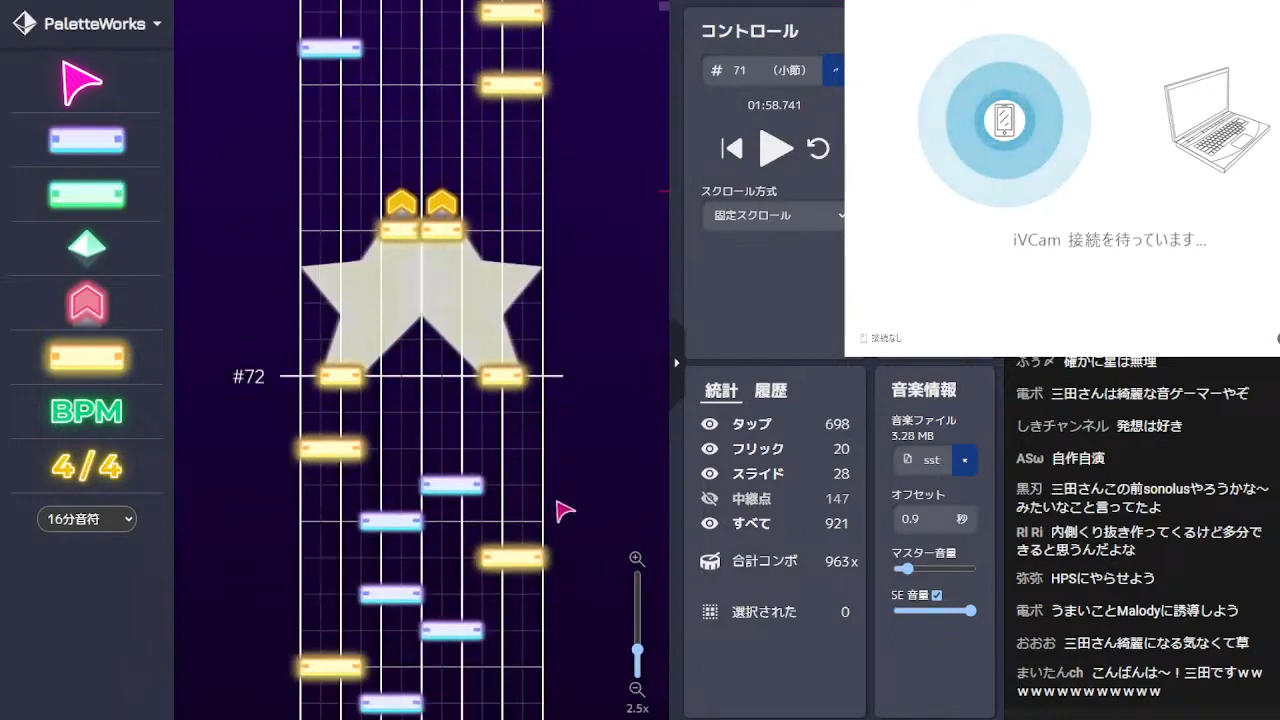 PaletteWorks
BPM
4/4
16分音符
#72
2.5x
コントロール
# 71 (小節)
01:58.741
スクロール方式
固定スクロール
iVCam 接続を待っています...
接続なし
統計 履歴
タップ 698
フリック 20
スライド 28
中継点 147
すべて 921
合計コンボ 963x
選択された 0
音楽情報
音楽ファイル
3.28 MB
sst
オフセット
0.9 秒
マスター音量
SE 音量
確かに星は無理
電ボ 三田さんは綺麗な音ゲーマーやぞ
しきチャンネル 発想は好き
ASω 自作自演
黒刃 三田さんこの前sonolusやろうかな〜
みたいなこと言ってたよ
RI Ri 内側くり抜き作ってくるけど多分で
きると思うんだよな
弥弥 HPSにやらせよう
電ボ うまいことMalodyに誘導しよう
おおお 三田さん綺麗になる気なくて草
まいたんch こんばんは〜！三田ですｗｗ
ｗｗｗｗｗｗｗｗｗｗｗ